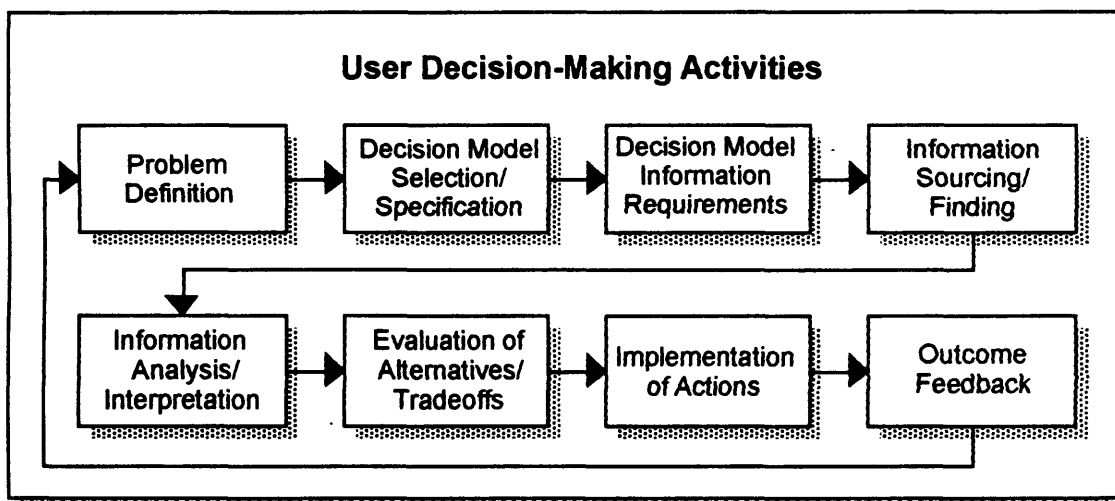 User Decision-Making Activities
Problem
Definition
Decision Model
Selection/
Specification
Decision Model
Information
Requirements
Information
Sourcing/
Finding
Information
Analysis/
Interpretation
Evaluation of
Alternatives/
Tradeoffs
Implementation
of Actions
Outcome
Feedback